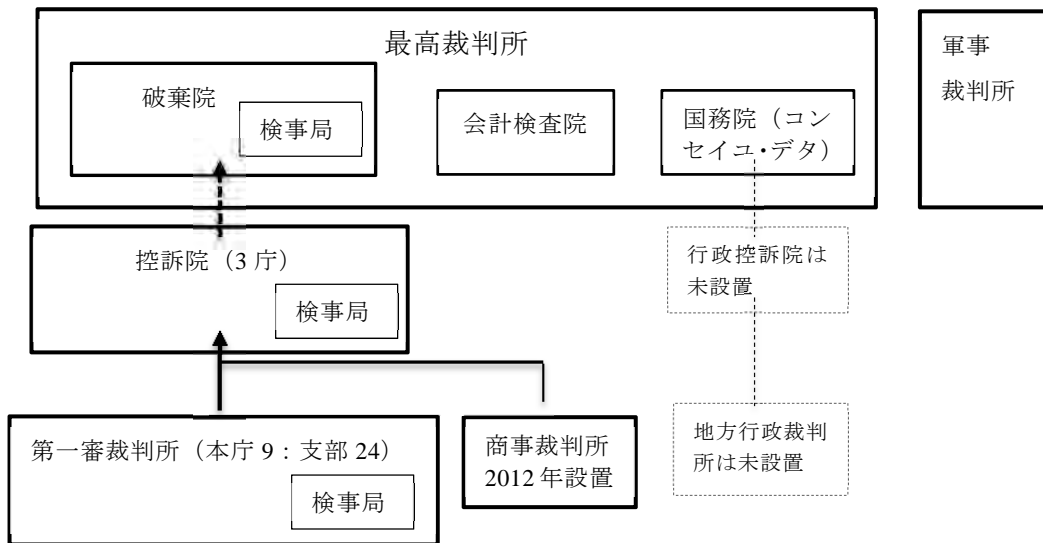 最高裁判所
破棄院
検事局
会計検査院
国務院（コン
セイユ・デタ）
軍事
裁判所
控訴院（3 庁）
検事局
行政控訴院は
未設置
第一審裁判所（本庁 9：支部 24）
検事局
商事裁判所
2012 年設置
地方行政裁判
所は未設置